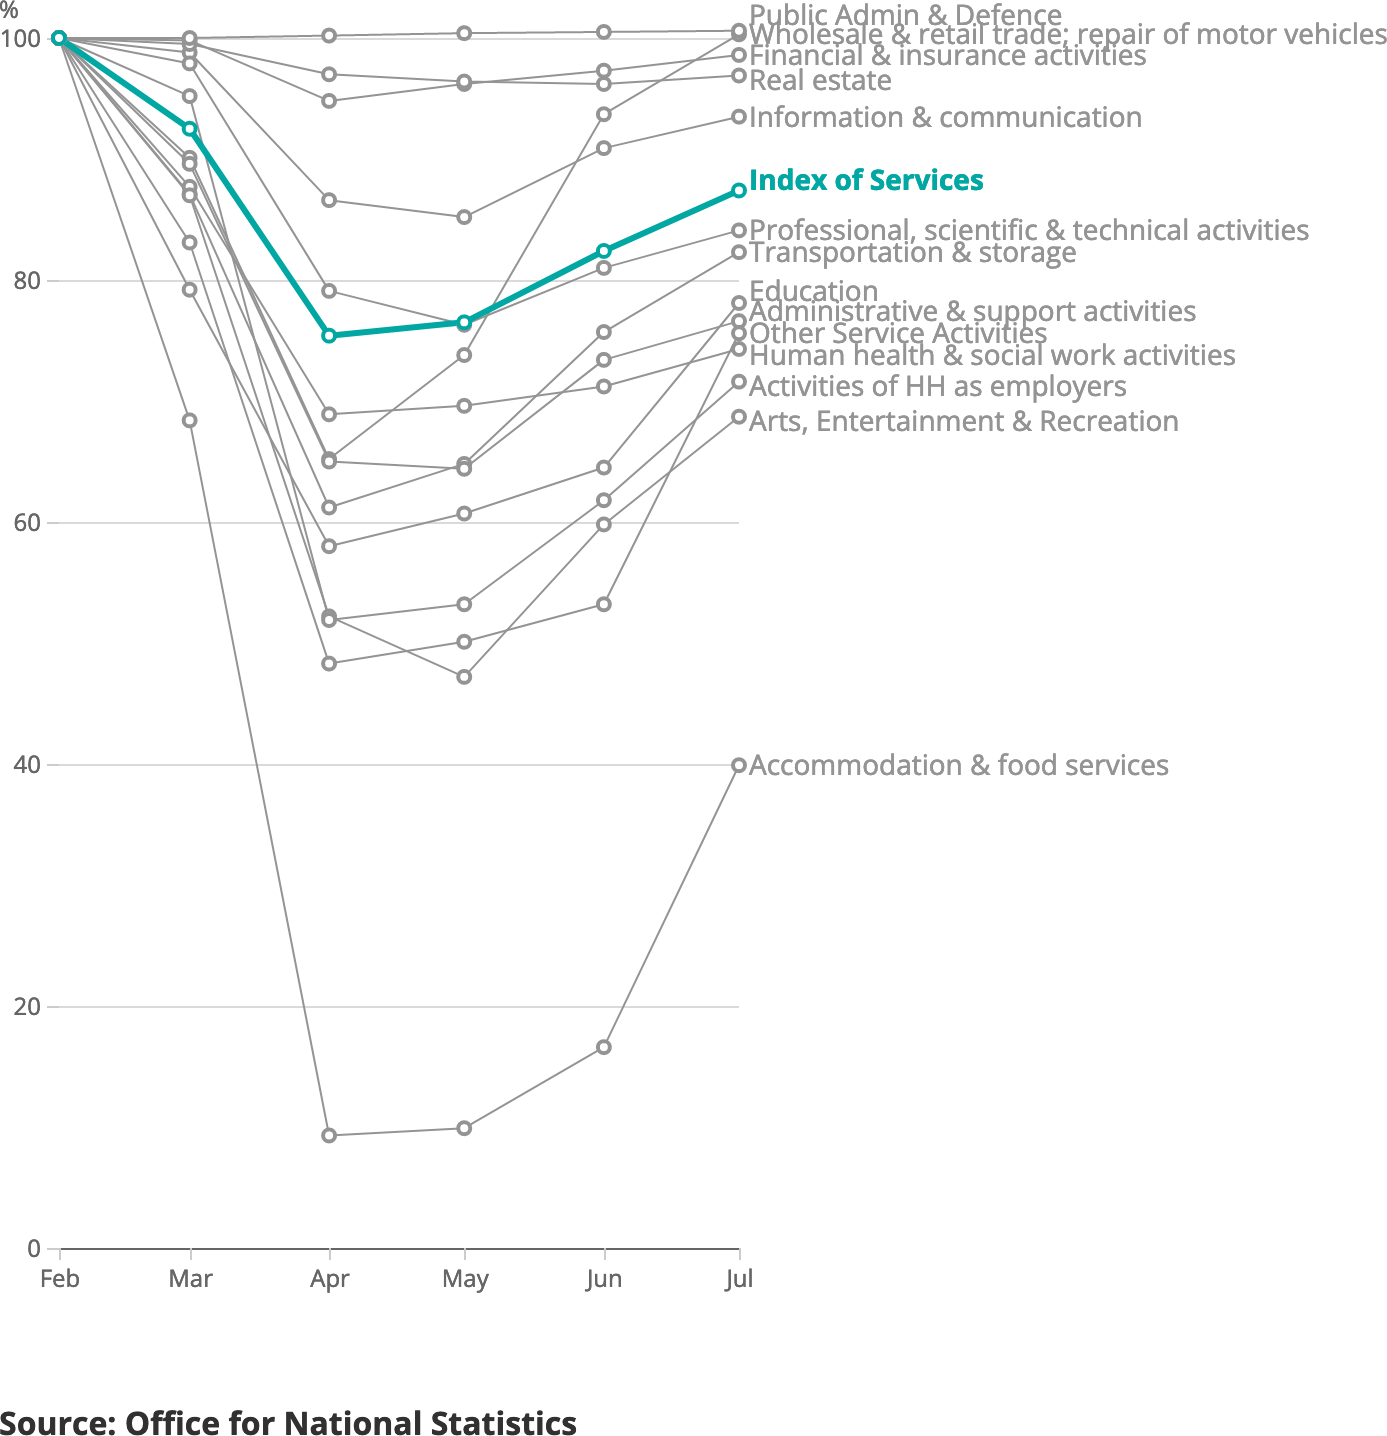 %
100
Public Admin & Defence
Wholesale & retail trade; repair of motor vehicles
Financial & insurance activities
Real estate
Information & communication
Index of Services
Professional, scientific & technical activities
Transportation & storage
80
Education
Administrative & support activities
Other Service Activities
Human health & social work activities
Activities of HH as employers
Arts, Entertainment & Recreation
60
40
Accommodation & food services
20
0
Feb Mar Apr May Jun Jul
Source: Office for National Statistics